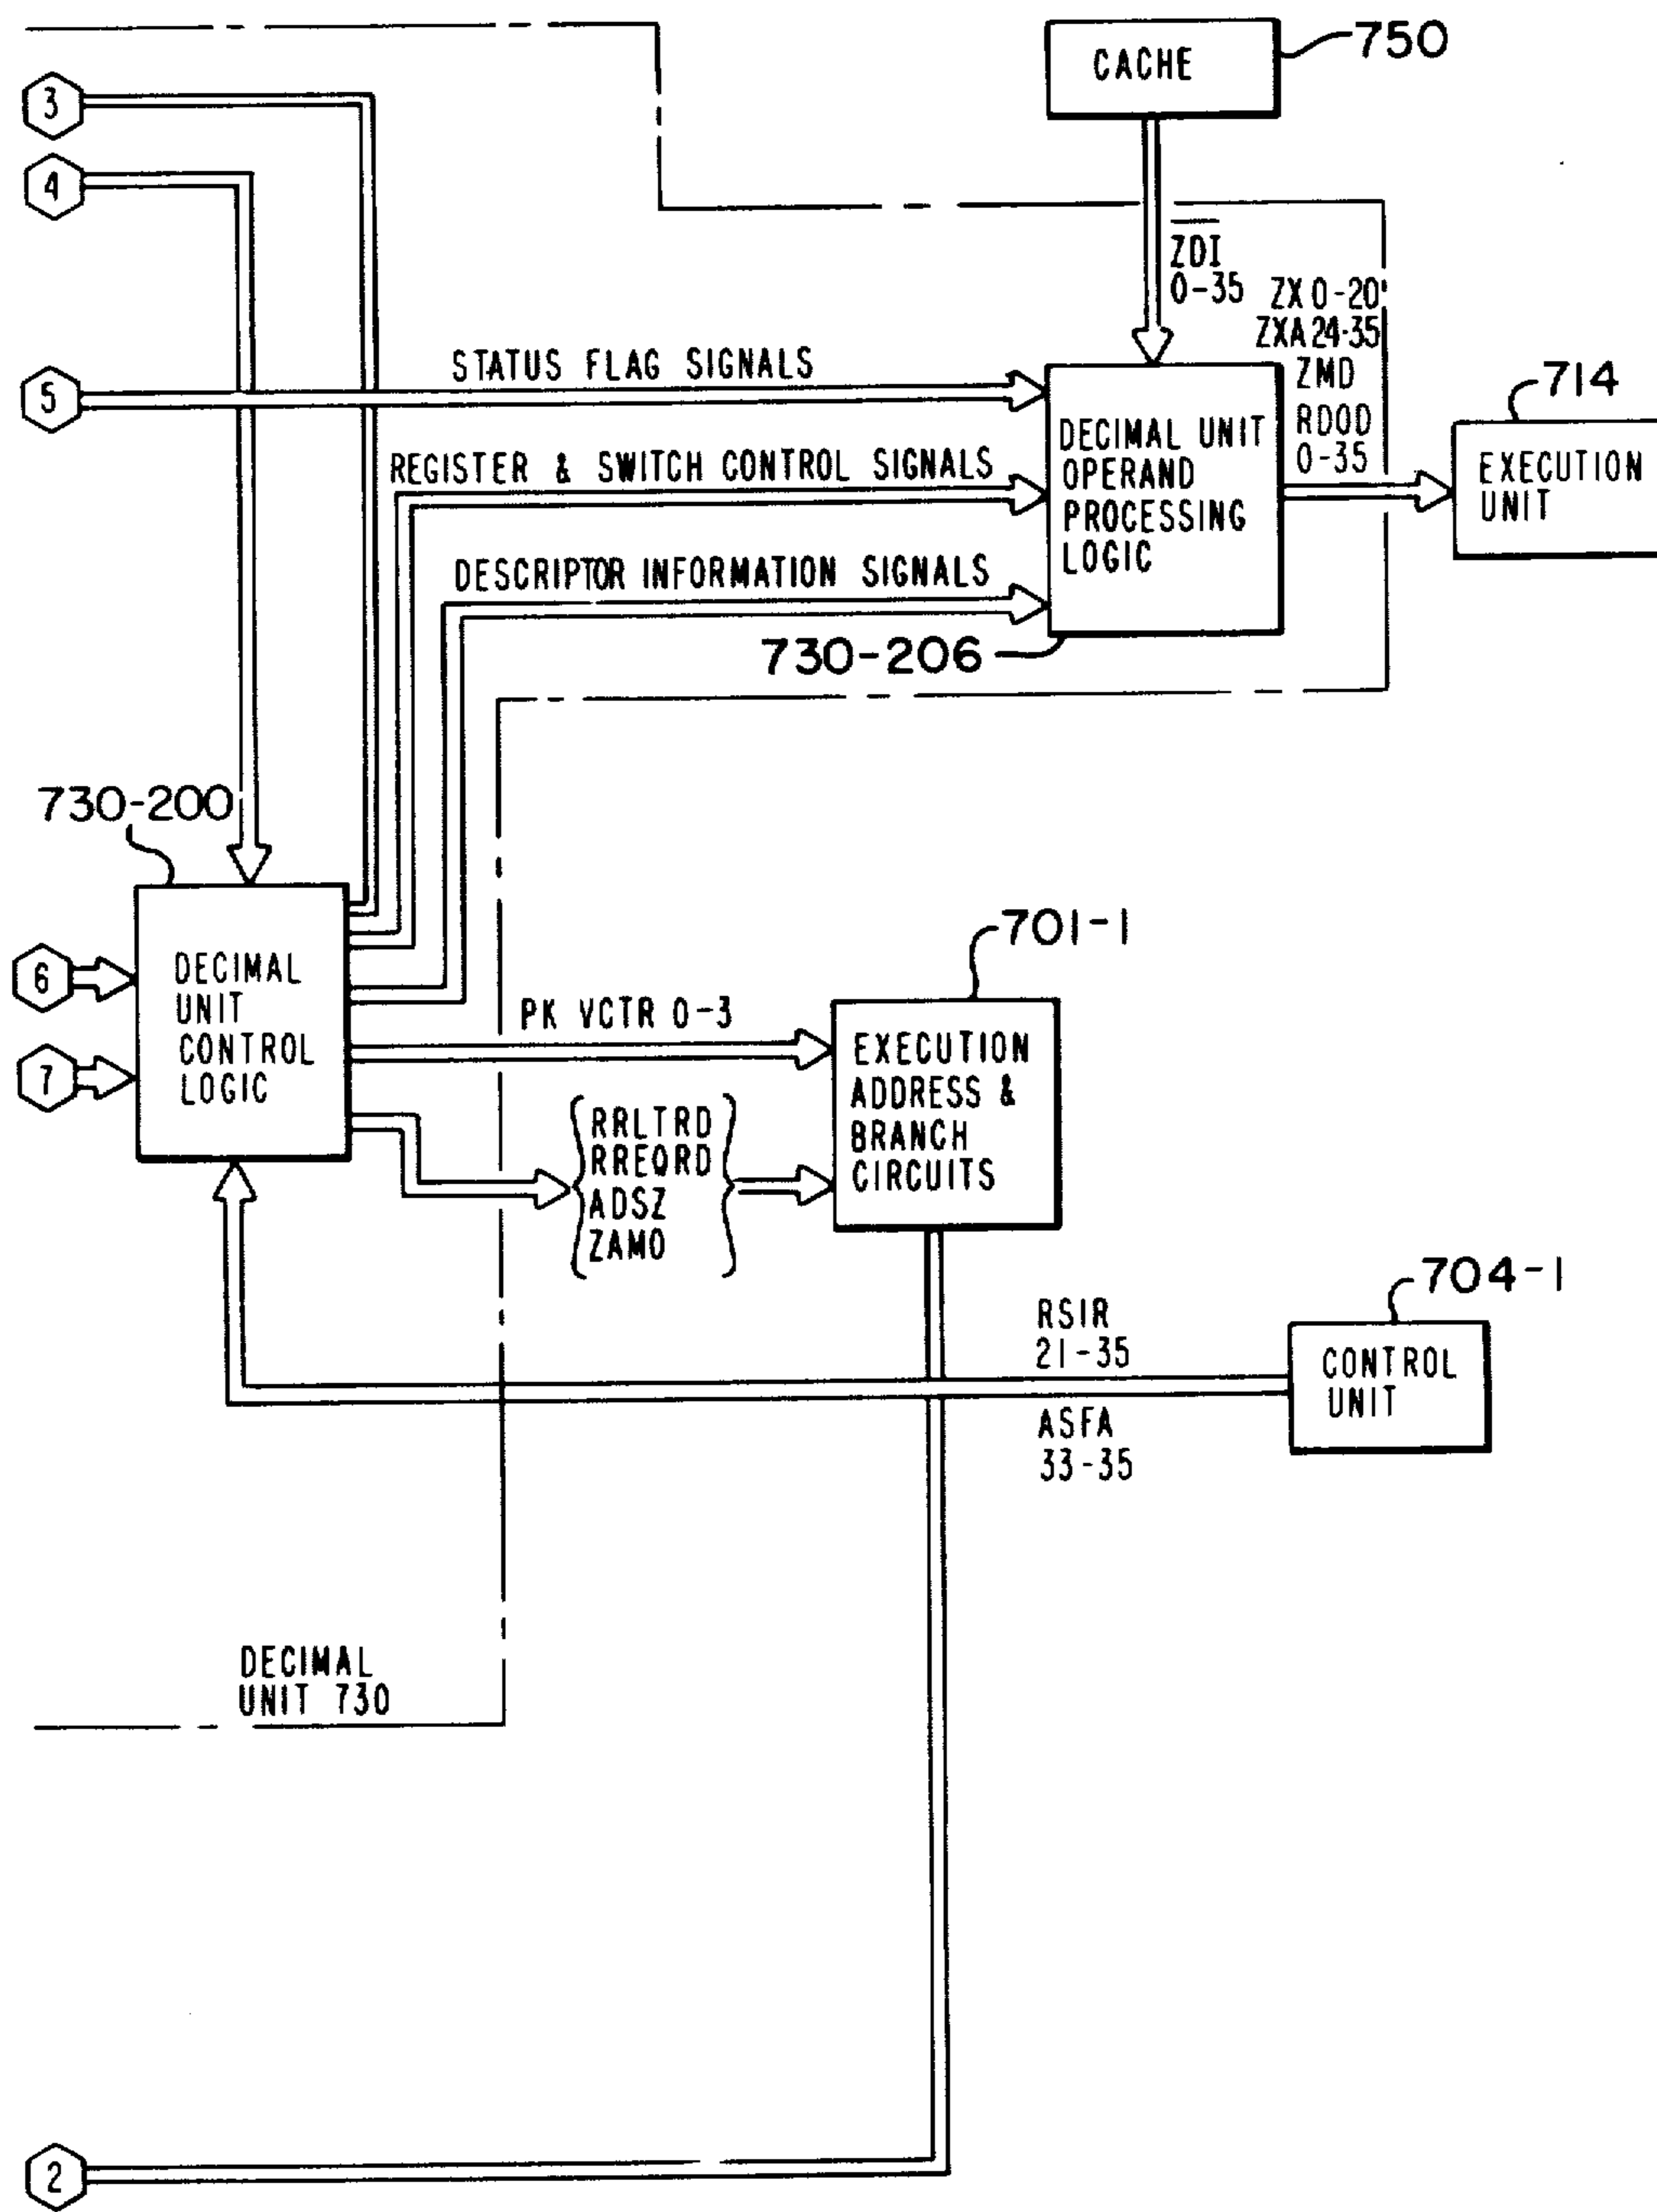 CACHE
750
3
4
ZDI
0-35
ZX 0-20
ZXA 24-35
ZMD
RDOD
0-35
5
STATUS FLAG SIGNALS
714
REGISTER & SWITCH CONTROL SIGNALS
DECIMAL UNIT
OPERAND
PROCESSING
LOGIC
EXECUTION
UNIT
DESCRIPTOR INFORMATION SIGNALS
730-206
730-200
701-1
6
7
DECIMAL
UNIT
CONTROL
LOGIC
PK VCTR 0-3
EXECUTION
ADDRESS &
BRANCH
CIRCUITS
RRLTRD
RREQRD
ADSZ
ZAMO
704-1
RSIR
21-35
CONTROL
UNIT
ASFA
33-35
DECIMAL
UNIT 730
2